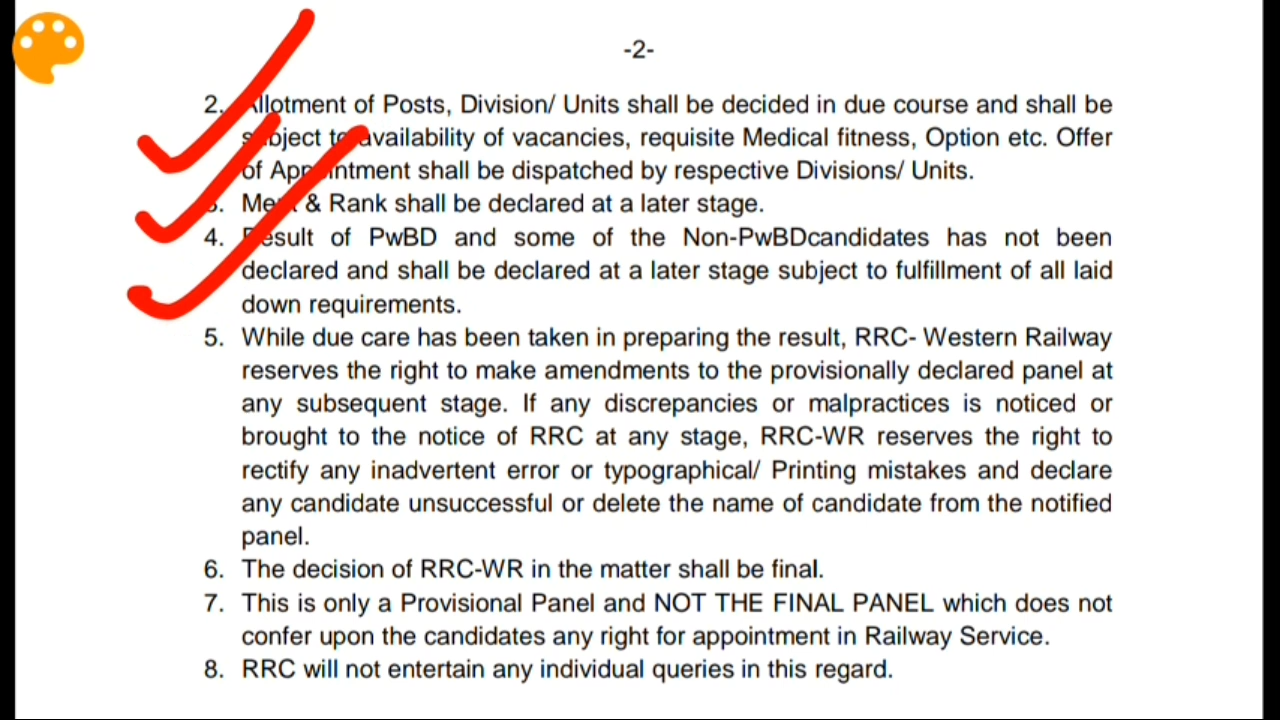 -2-
2. Allotment of Posts, Division/ Units shall be decided in due course and shall be
subject to availability of vacancies, requisite Medical fitness, Option etc. Offer
of Appointment shall be dispatched by respective Divisions/ Units.
3. Merit & Rank shall be declared at a later stage.
4. Result of PwBD and some of the Non-PwBDcandidates has not been
declared and shall be declared at a later stage subject to fulfillment of all laid
down requirements.
5. While due care has been taken in preparing the result, RRC- Western Railway
reserves the right to make amendments to the provisionally declared panel at
any subsequent stage. If any discrepancies or malpractices is noticed or
brought to the notice of RRC at any stage, RRC-WR reserves the right to
rectify any inadvertent error or typographical/ Printing mistakes and declare
any candidate unsuccessful or delete the name of candidate from the notified
panel.
6. The decision of RRC-WR in the matter shall be final.
7. This is only a Provisional Panel and NOT THE FINAL PANEL which does not
confer upon the candidates any right for appointment in Railway Service.
8. RRC will not entertain any individual queries in this regard.